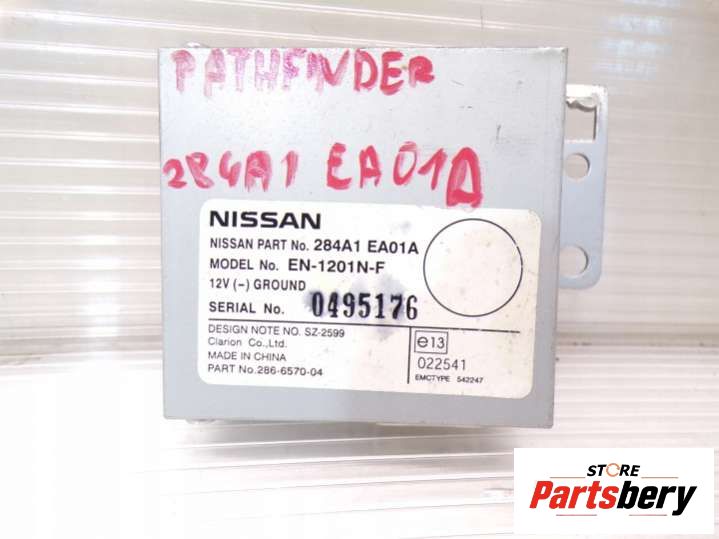 PATHFINDER
284A1 EA01A
NISSAN
NISSAN PART No. 284A1 EA01A
MODEL No. EN-1201N-F
12V (-) GROUND
SERIAL No. 0495176
DESIGN NOTE NO. SZ-2599
Clarion Co.,Ltd.
MADE IN CHINA
PART No.286-6570-04
e13
022541
EMCTYPE 542247
STORE
Partsbery